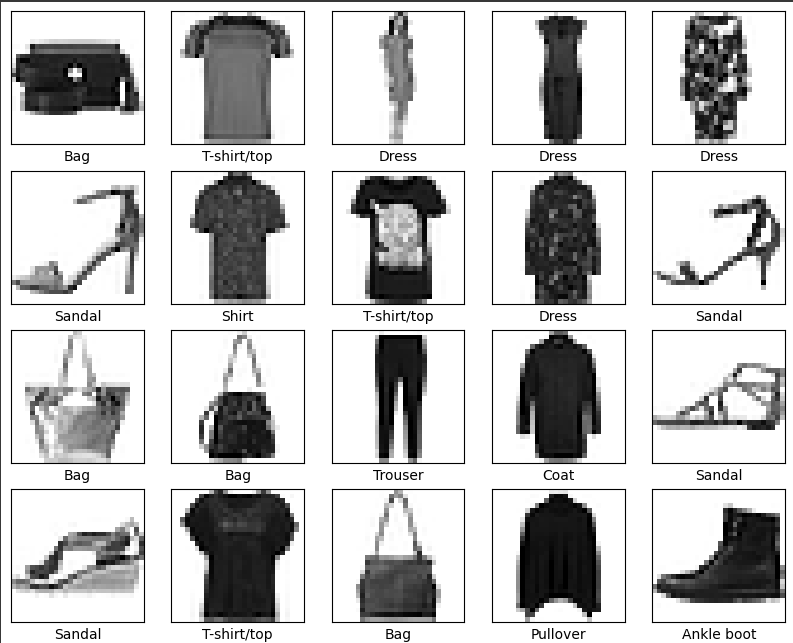 Bag T-shirt/top Dress Dress Dress
Sandal Shirt T-shirt/top Dress Sandal
Bag Bag Trouser Coat Sandal
Sandal T-shirt/top Bag Pullover Ankle boot